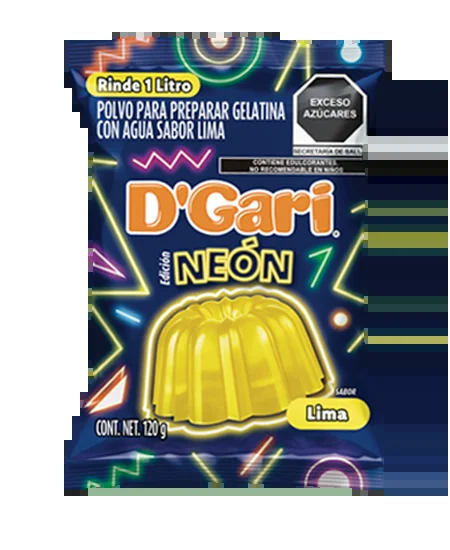 Rinde 1 Litro
POLVO PARA PREPARAR GELATINA
CON AGUA SABOR LIMA
EXCESO
AZÚCARES
SECRETARÍA DE SALUD
CONTIENE EDULCORANTES,
NO RECOMENDABLE EN NIÑOS
D'Gari
Edición
NEÓN
SABOR
Lima
CONT. NET. 120 g